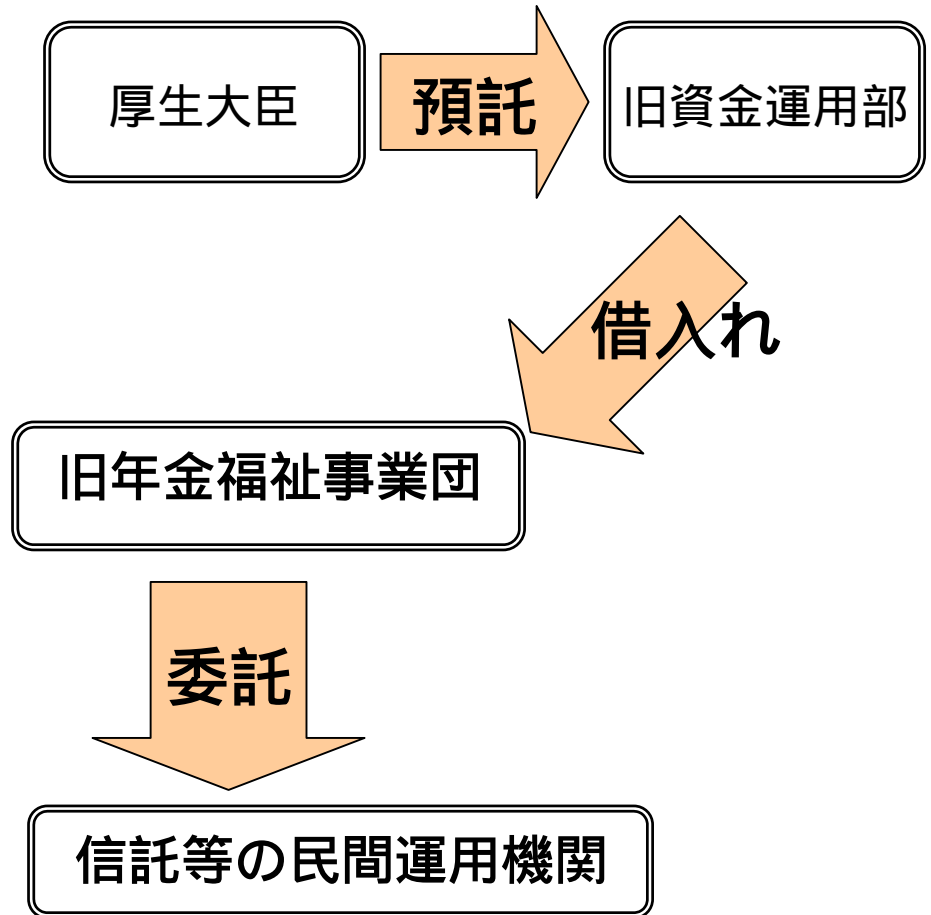 厚生大臣
預託
旧資金運用部
借入れ
旧年金福祉事業団
委託
信託等の民間運用機関